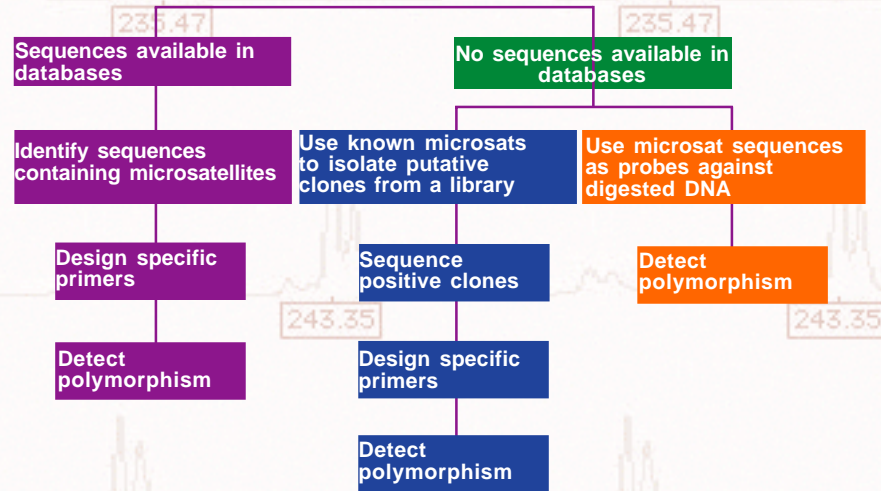 235.47
235.47
Sequences available in
databases
No sequences available in
databases
Identify sequences
containing microsatellites
Use known microsats
to isolate putative
clones from a library
Use microsat sequences
as probes against
digested DNA
Design specific
primers
Sequence
positive clones
Detect
polymorphism
243.35
243.35
Detect
polymorphism
Design specific
primers
Detect
polymorphism